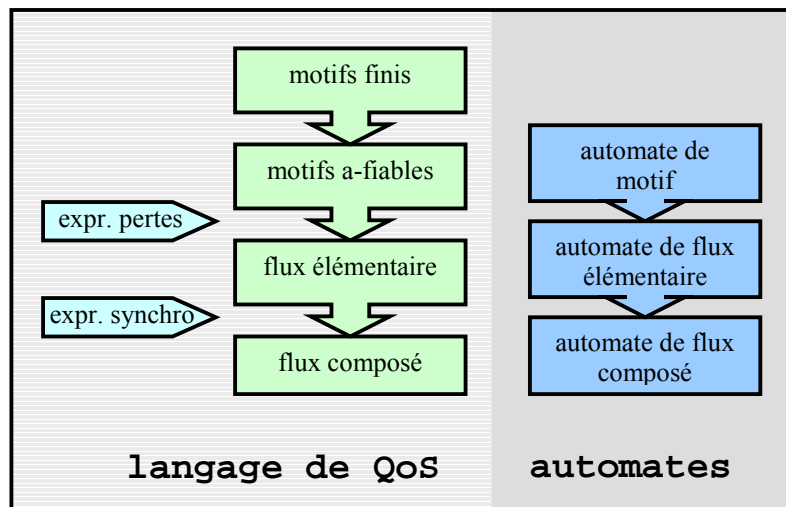 motifs finis
motifs a-fiables
expr. pertes
flux élémentaire
expr. synchro
flux composé
langage de QoS
automate de
motif
automate de flux
élémentaire
automate de flux
composé
automates